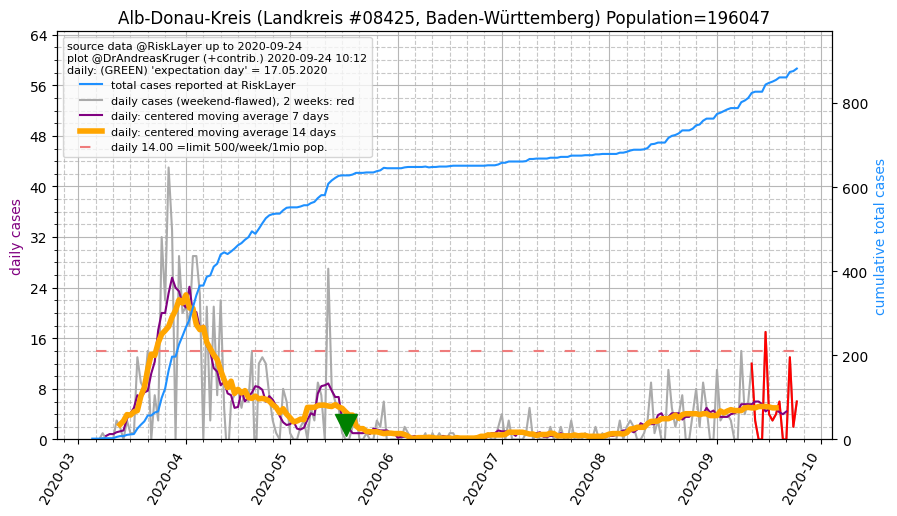 Alb-Donau-Kreis (Landkreis #08425, Baden-Württemberg) Population=196047
source data @RiskLayer up to 2020-09-24
plot @DrAndreasKruger (+contrib.) 2020-09-24 10:12
daily: (GREEN) 'expectation day' = 17.05.2020
total cases reported at RiskLayer
daily cases (weekend-flawed), 2 weeks: red
daily: centered moving average 7 days
daily: centered moving average 14 days
daily 14.00 =limit 500/week/1mio pop.
daily cases
64
56
48
40
32
24
16
8
0
cumulative total cases
800
600
400
200
0
2020-03
2020-04
2020-05
2020-06
2020-07
2020-08
2020-09
2020-10